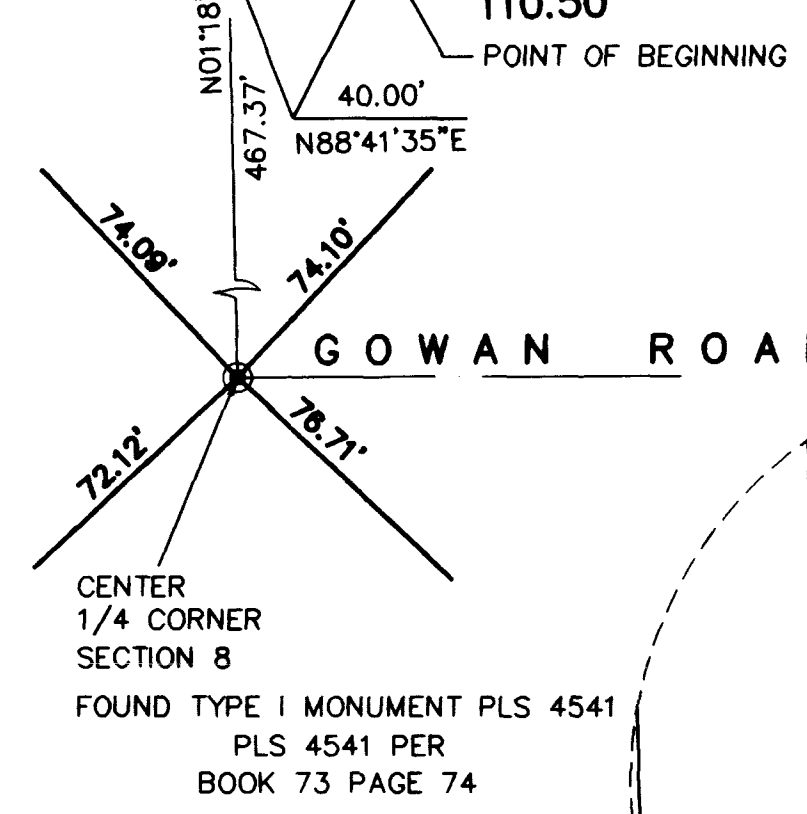 110.50
POINT OF BEGINNING
N01°18'
467.37'
40.00'
N88°41'35"E
74.09'
74.10'
GOWAN ROA
76.71'
72.12'
CENTER
1/4 CORNER
SECTION 8
FOUND TYPE I MONUMENT PLS 4541
PLS 4541 PER
BOOK 73 PAGE 74